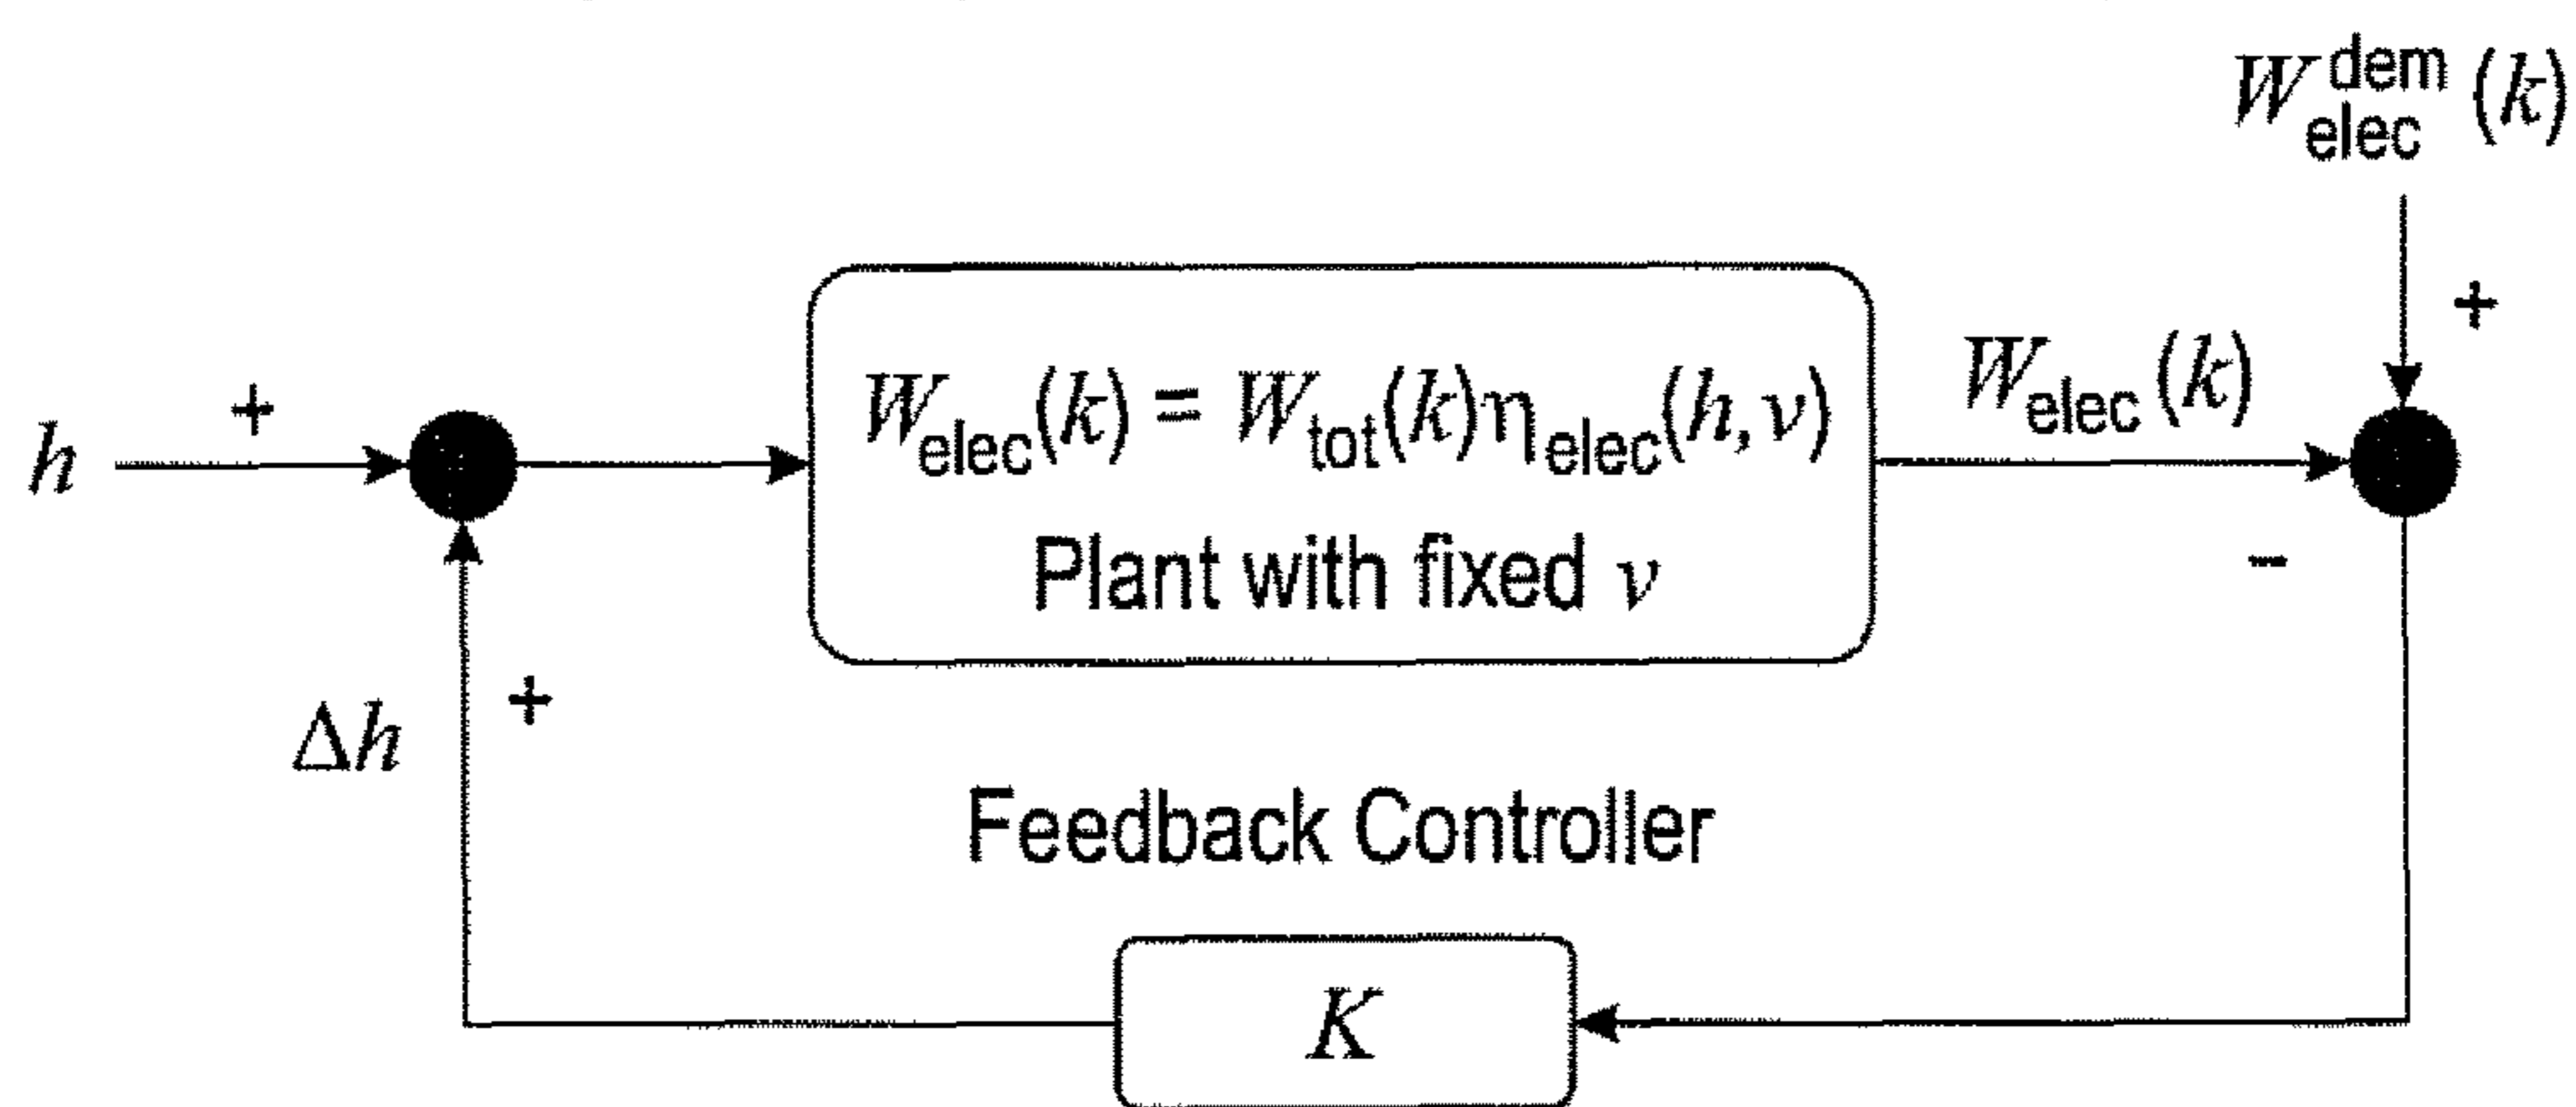 W_elec^dem (k)
+
+
h
W_elec(k) = W_tot(k)η_elec(h, v)
Plant with fixed v
W_elec (k)
-
Δh
+
Feedback Controller
K